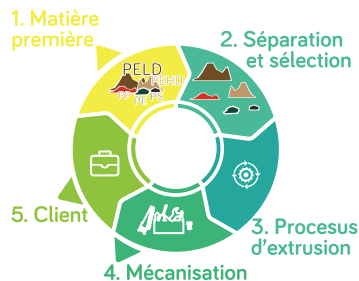 1. Matière
première
PELD
PEHD
PP
PE
PS
2. Séparation
et sélection
3. Procesus
d'extrusion
4. Mécanisation
5. Client